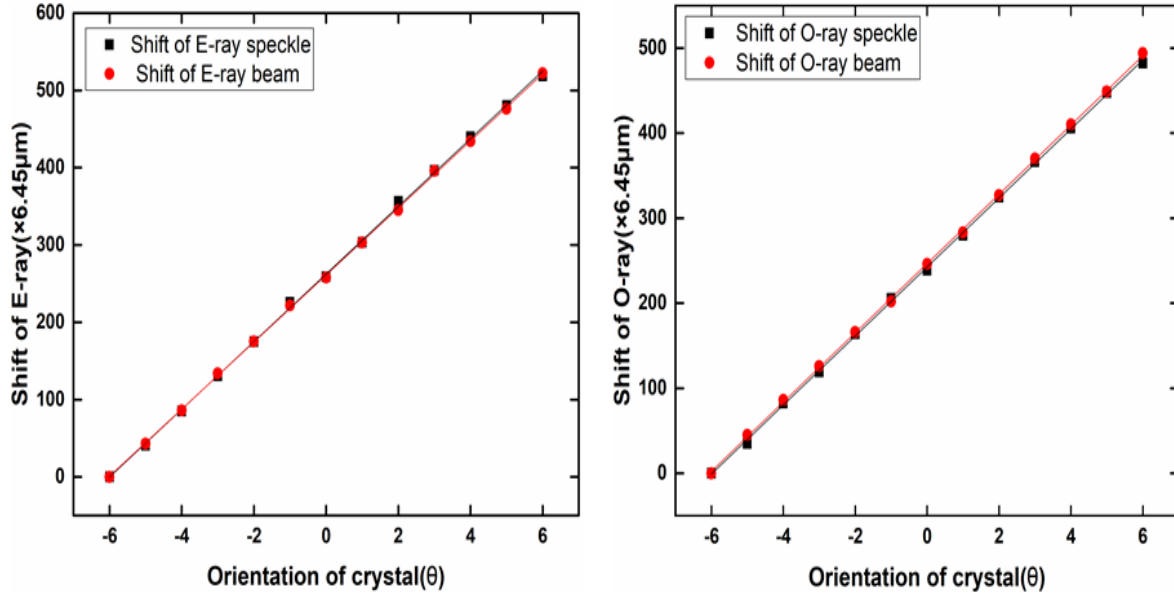 600
500
400
300
200
100
0
Shift of E-ray(×6.45μm)
Shift of E-ray speckle
Shift of E-ray beam
-6 -4 -2 0 2 4 6
Orientation of crystal(θ)
500
400
300
200
100
0
Shift of O-ray (×6.45μm)
Shift of O-ray speckle
Shift of O-ray beam
-6 -4 -2 0 2 4 6
Orientation of crystal(θ)